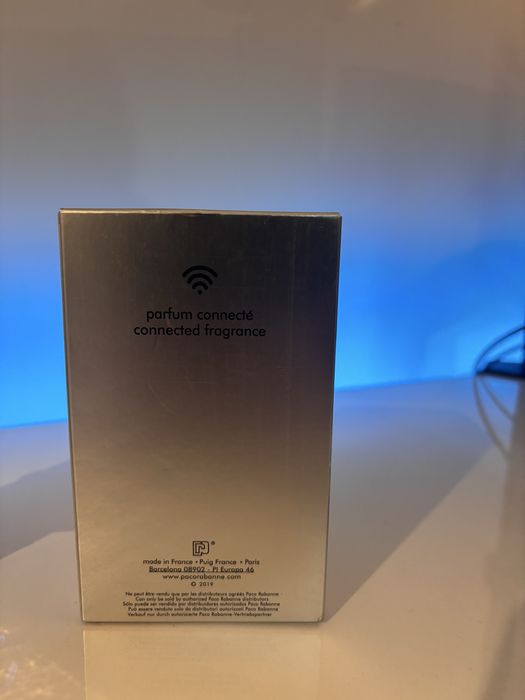 parfum connecté
connected fragrance
made in France • Puig France • Paris
Barcelona 08902 - Pl Europa 46
www.pacorabanne.com
© 2019
Ne peut être vendu que par les distributeurs agréés Paco Rabanne -
Can only be sold by authorized Paco Rabanne distributors
Sólo puede ser vendido por distribuidores autorizados Paco Rabanne
Può essere venduto solo da distributori autorizzati Paco Rabanne
Verkauf nur durch autorisierte Paco Rabanne-Vertriebspartner